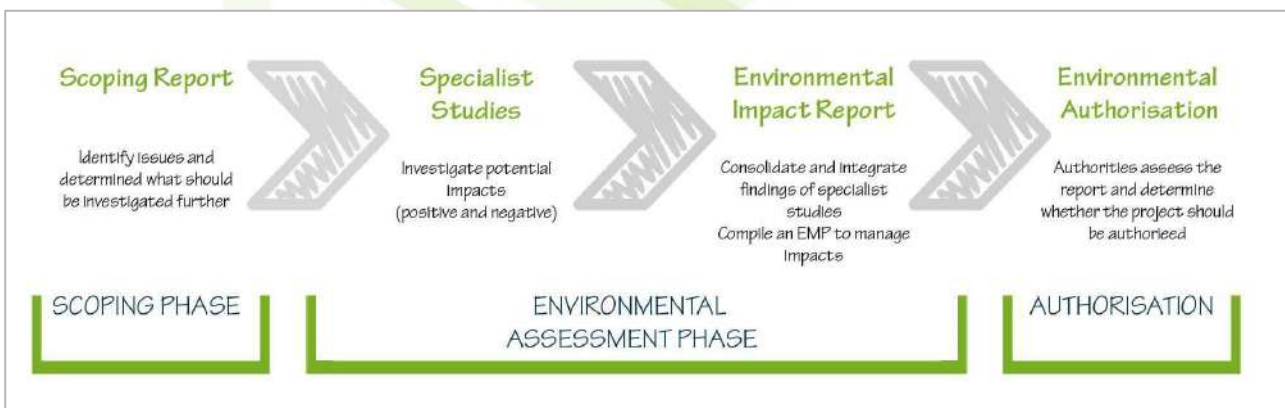 Scoping Report
Identify issues and
determined what should
be investigated further
Specialist
Studies
Investigate potential
impacts
(positive and negative)
Environmental
Impact Report
Consolidate and integrate
findings of specialist
studies
Compile an EMP to manage
impacts
Environmental
Authorisation
Authorities assess the
report and determine
whether the project should
be authorieed
SCOPING PHASE
ENVIRONMENTAL
ASSESSMENT PHASE
AUTHORISATION